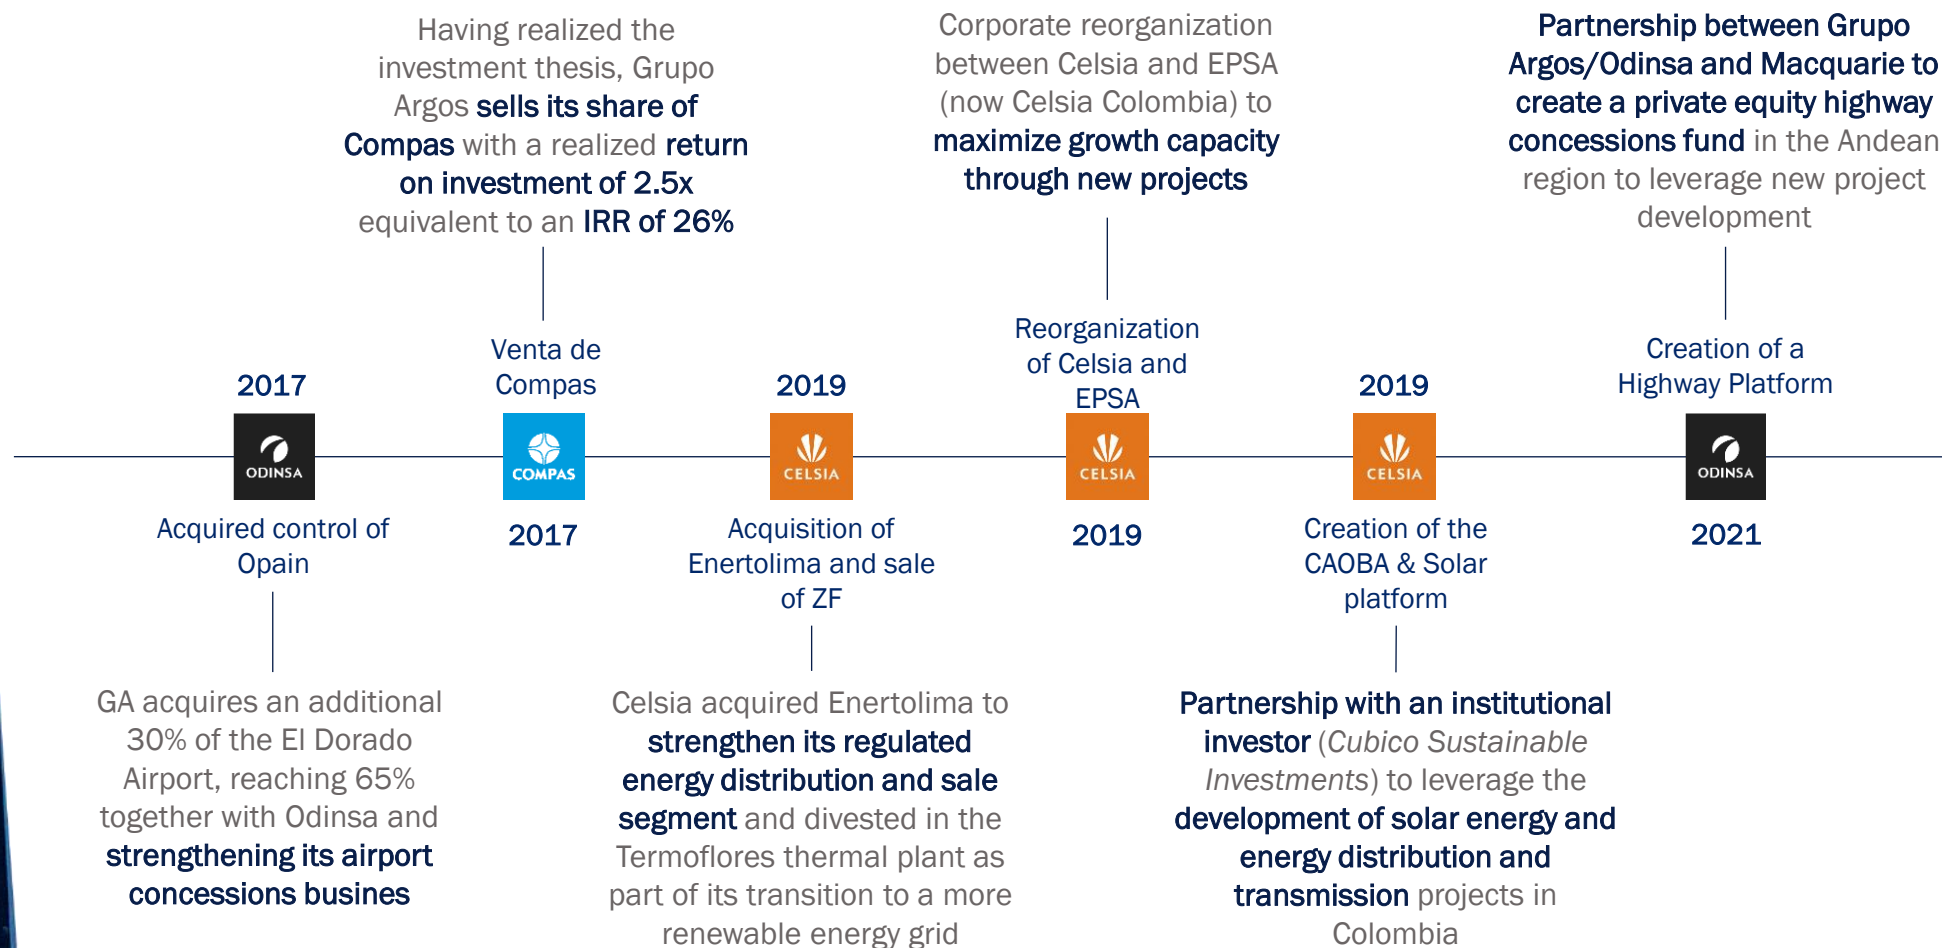 Having realized the
investment thesis, Grupo
Argos sells its share of
Compas with a realized return
on investment of 2.5x
equivalent to an IRR of 26%
Corporate reorganization
between Celsia and EPSA
(now Celsia Colombia) to
maximize growth capacity
through new projects
Partnership between Grupo
Argos/Odinsa and Macquarie to
create a private equity highway
concessions fund in the Andean
region to leverage new project
development
2017
Venta de
Compas
2019
Reorganization
of Celsia and
EPSA
2019
Creation of a
Highway Platform
ODINSA
COMPAS
CELSIA
CELSIA
CELSIA
ODINSA
Acquired control of
Opain
2017
Acquisition of
Enertolima and sale
of ZF
2019
Creation of the
CAOBA & Solar
platform
2021
GA acquires an additional
30% of the El Dorado
Airport, reaching 65%
together with Odinsa and
strengthening its airport
concessions busines
Celsia acquired Enertolima to
strengthen its regulated
energy distribution and sale
segment and divested in the
Termoflores thermal plant as
part of its transition to a more
renewable energy grid
Partnership with an institutional
investor (Cubico Sustainable
Investments) to leverage the
development of solar energy and
energy distribution and
transmission projects in
Colombia